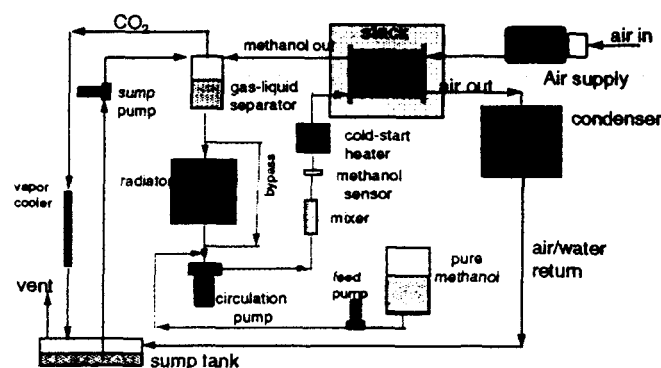 CO2
stack
air in
methanol out
air out
Air supply
sump
pump
gas-liquid
separator
condenser
cold-start
heater
methanol
sensor
bypass
radiator
vapor
cooler
mixer
air/water
return
pure
methanol
feed
pump
vent
circulation
pump
sump tank